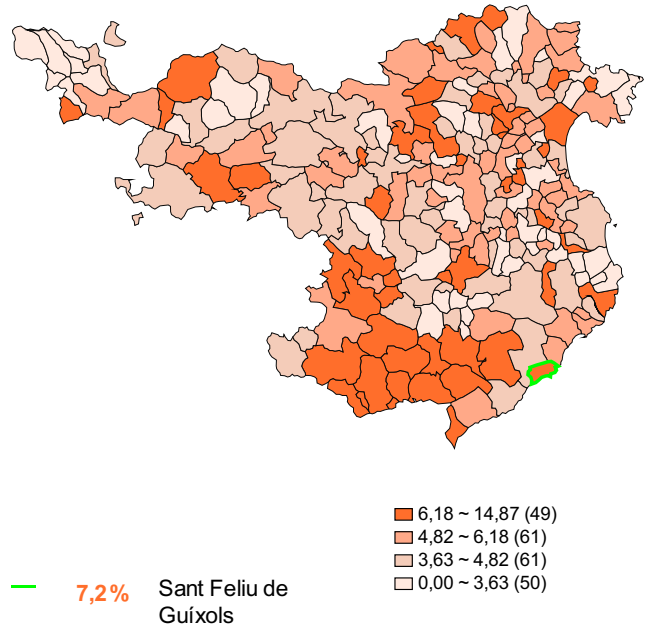 6,18 ~ 14,87 (49)
4,82 ~ 6,18 (61)
3,63 ~ 4,82 (61)
0,00 ~ 3,63 (50)
7,2% Sant Feliu de
Guíxols